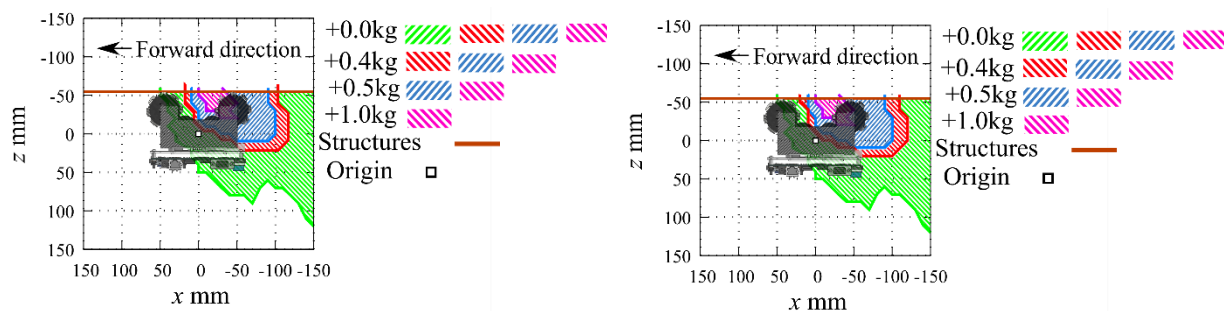 -150
-100
-50
0
50
100
150
z mm
150 100 50 0 -50 -100 -150
x mm
Forward direction
+0.0kg
+0.4kg
+0.5kg
+1.0kg
Structures
Origin
-150
-100
-50
0
50
100
150
z mm
150 100 50 0 -50 -100 -150
x mm
Forward direction
+0.0kg
+0.4kg
+0.5kg
+1.0kg
Structures
Origin